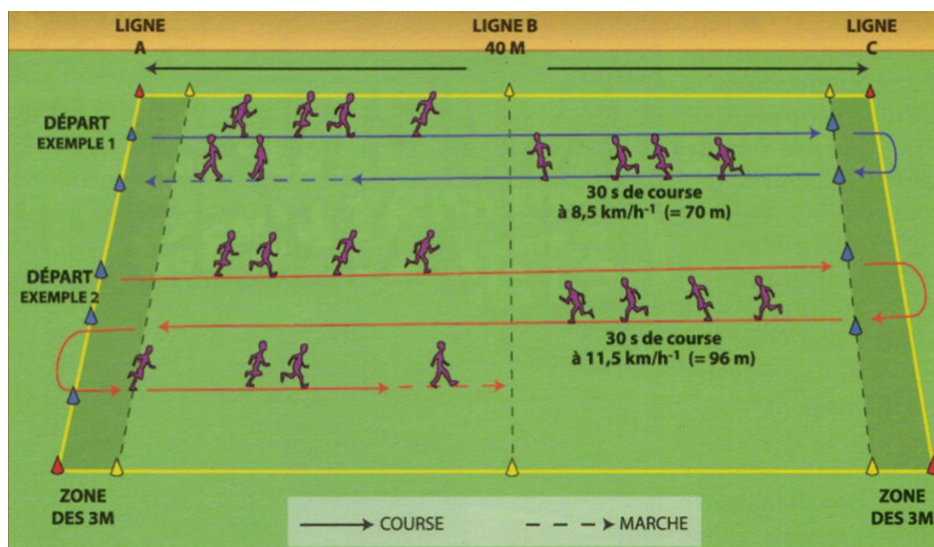 LIGNE
A
LIGNE B
40 M
LIGNE
C
DÉPART
EXEMPLE 1
30 s de course
à 8,5 km/h⁻¹ (= 70 m)
DÉPART
EXEMPLE 2
30 s de course
à 11,5 km/h⁻¹ (= 96 m)
ZONE
DES 3M
ZONE
DES 3M
COURSE
MARCHE